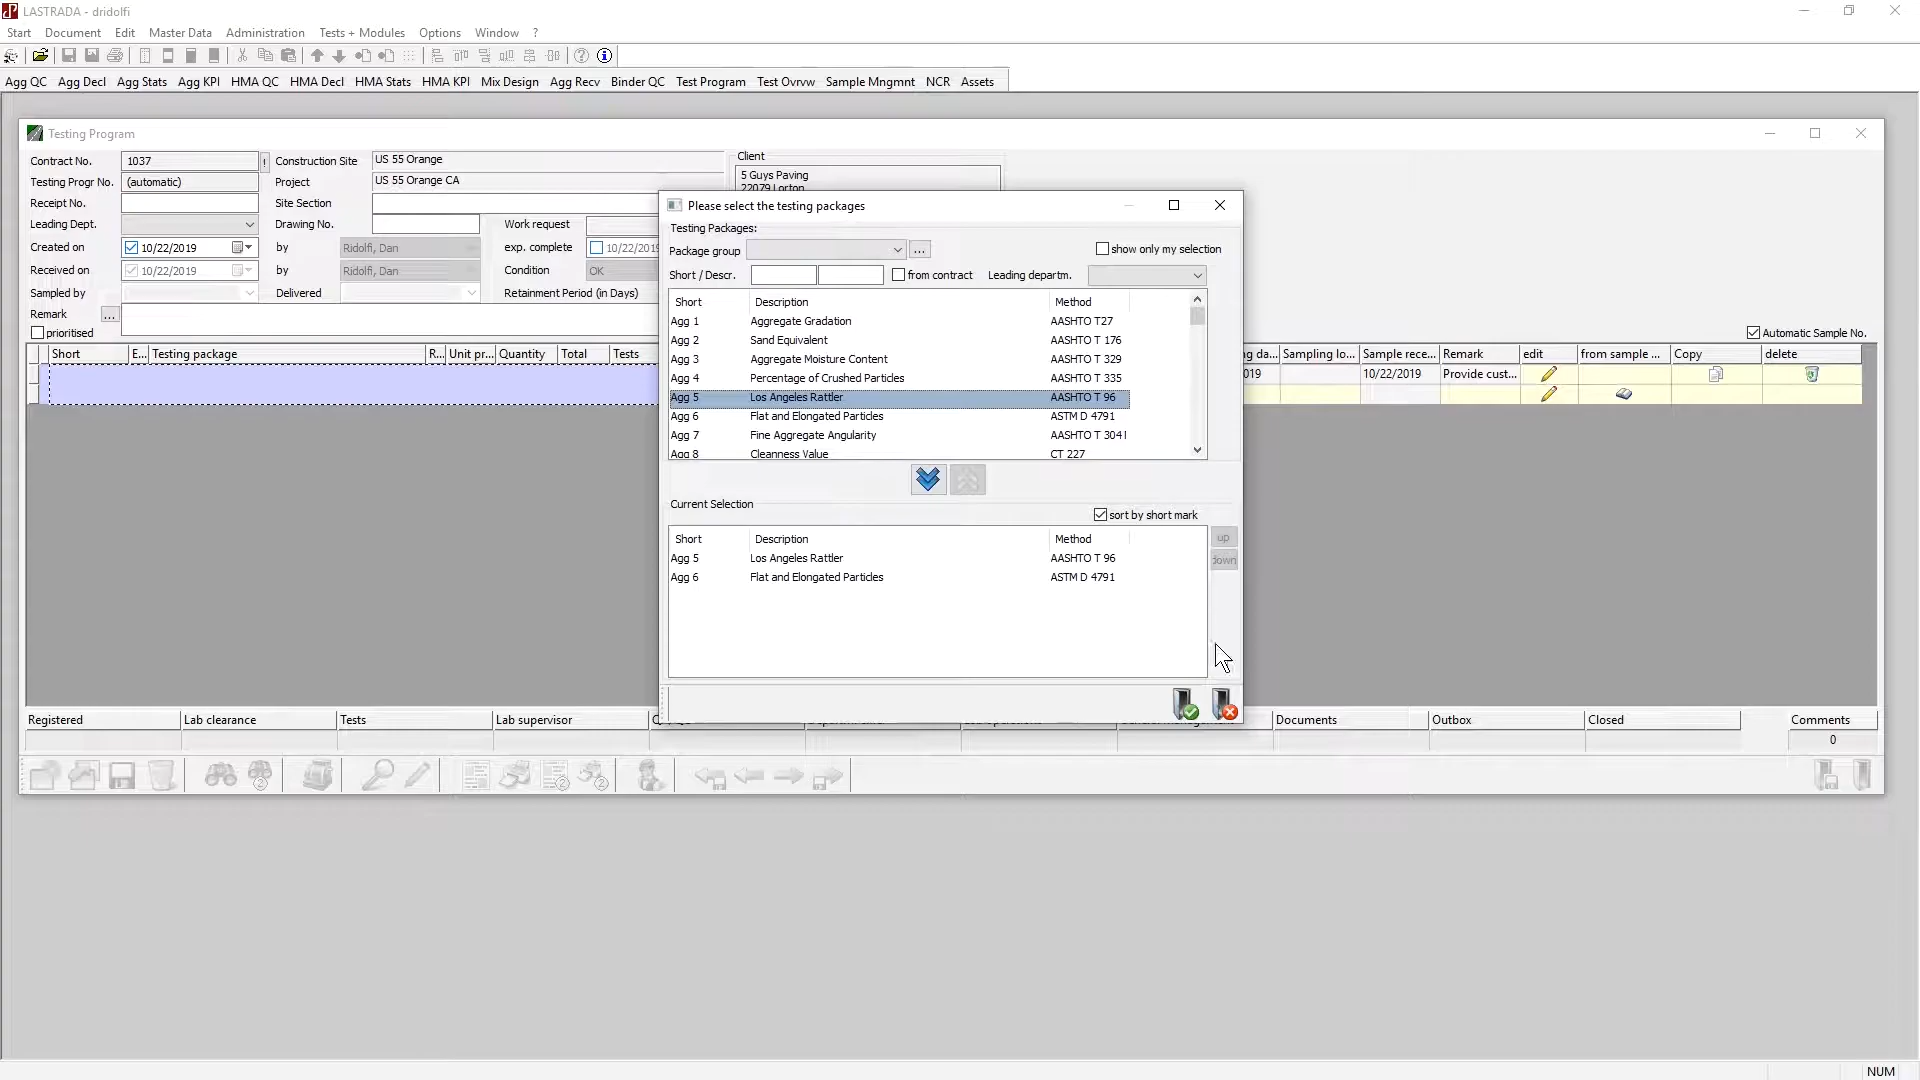 LASTRADA - dridolfi
Start Document Edit Master Data Administration Tests + Modules Options Window ?
Agg QC Agg Decl Agg Stats Agg KPI HMA QC HMA Decl HMA Stats HMA KPI Mix Design Agg Recv Binder QC Test Program Test Ovrvw Sample Mngmnt NCR Assets
Testing Program
Contract No. 1037 ! Construction Site US 55 Orange Client
Testing Progr No. (automatic) Project US 55 Orange CA 5 Guys Paving
22079 Lorton
Receipt No. Site Section
Leading Dept. Drawing No. Work request
Created on 10/22/2019 by Ridolfi, Dan exp. complete 10/22/2019
Received on 10/22/2019 by Ridolfi, Dan Condition OK
Sampled by Delivered Retainment Period (in Days)
Remark ...
prioritised
Automatic Sample No.
Short E... Testing package R... Unit pr... Quantity Total Tests
Sampling lo... Sample rece... Remark edit from sample ... Copy delete
10/22/2019 Provide cust...
Please select the testing packages
Testing Packages:
Package group ... show only my selection
Short / Descr. from contract Leading departm.
Short Description Method
Agg 1 Aggregate Gradation AASHTO T27
Agg 2 Sand Equivalent AASHTO T 176
Agg 3 Aggregate Moisture Content AASHTO T 329
Agg 4 Percentage of Crushed Particles AASHTO T 335
Agg 5 Los Angeles Rattler AASHTO T 96
Agg 6 Flat and Elongated Particles ASTM D 4791
Agg 7 Fine Aggregate Angularity AASHTO T 304
Agg 8 Cleanness Value CT 227
Current Selection
sort by short mark
Short Description Method
Agg 5 Los Angeles Rattler AASHTO T 96
Agg 6 Flat and Elongated Particles ASTM D 4791
up
down
Registered Lab clearance Tests Lab supervisor Documents Outbox Closed Comments
0
NUM